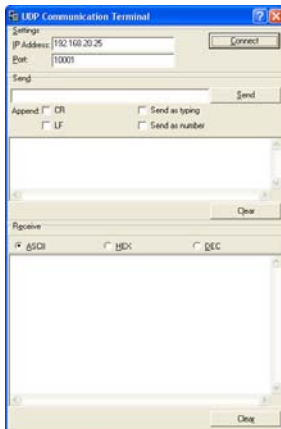 UDP Communication Terminal
Settings
IP Address: 192.168.20.25
Connect
Port: 10001
Send:
Send
Append: CR Send as typing
LF Send as number
Clear
Receive
ASCII HEX DEC
Clear